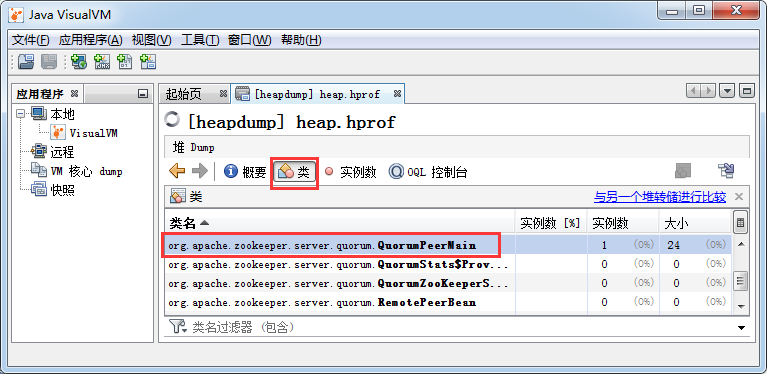 Java VisualVM
文件(F) 应用程序(A) 视图(V) 工具(T) 窗口(W) 帮助(H)
应用程序
本地
VisualVM
远程
VM 核心 dump
快照
起始页 [heapdump] heap.hprof
[heapdump] heap.hprof
堆 Dump
概要 类 实例数 OQL 控制台
类 与另一个堆转储进行比较
类名 实例数 [%] 实例数 大小
org.apache.zookeeper.server.quorum.QuorumPeerMain 1 (0%) 24 (0%)
org.apache.zookeeper.server.quorum.QuorumStats$Prov... 0 (0%) 0 (0%)
org.apache.zookeeper.server.quorum.QuorumZooKeeperS... 0 (0%) 0 (0%)
org.apache.zookeeper.server.quorum.RemotePeerBean 0 (0%) 0 (0%)
类名过滤器 (包含)